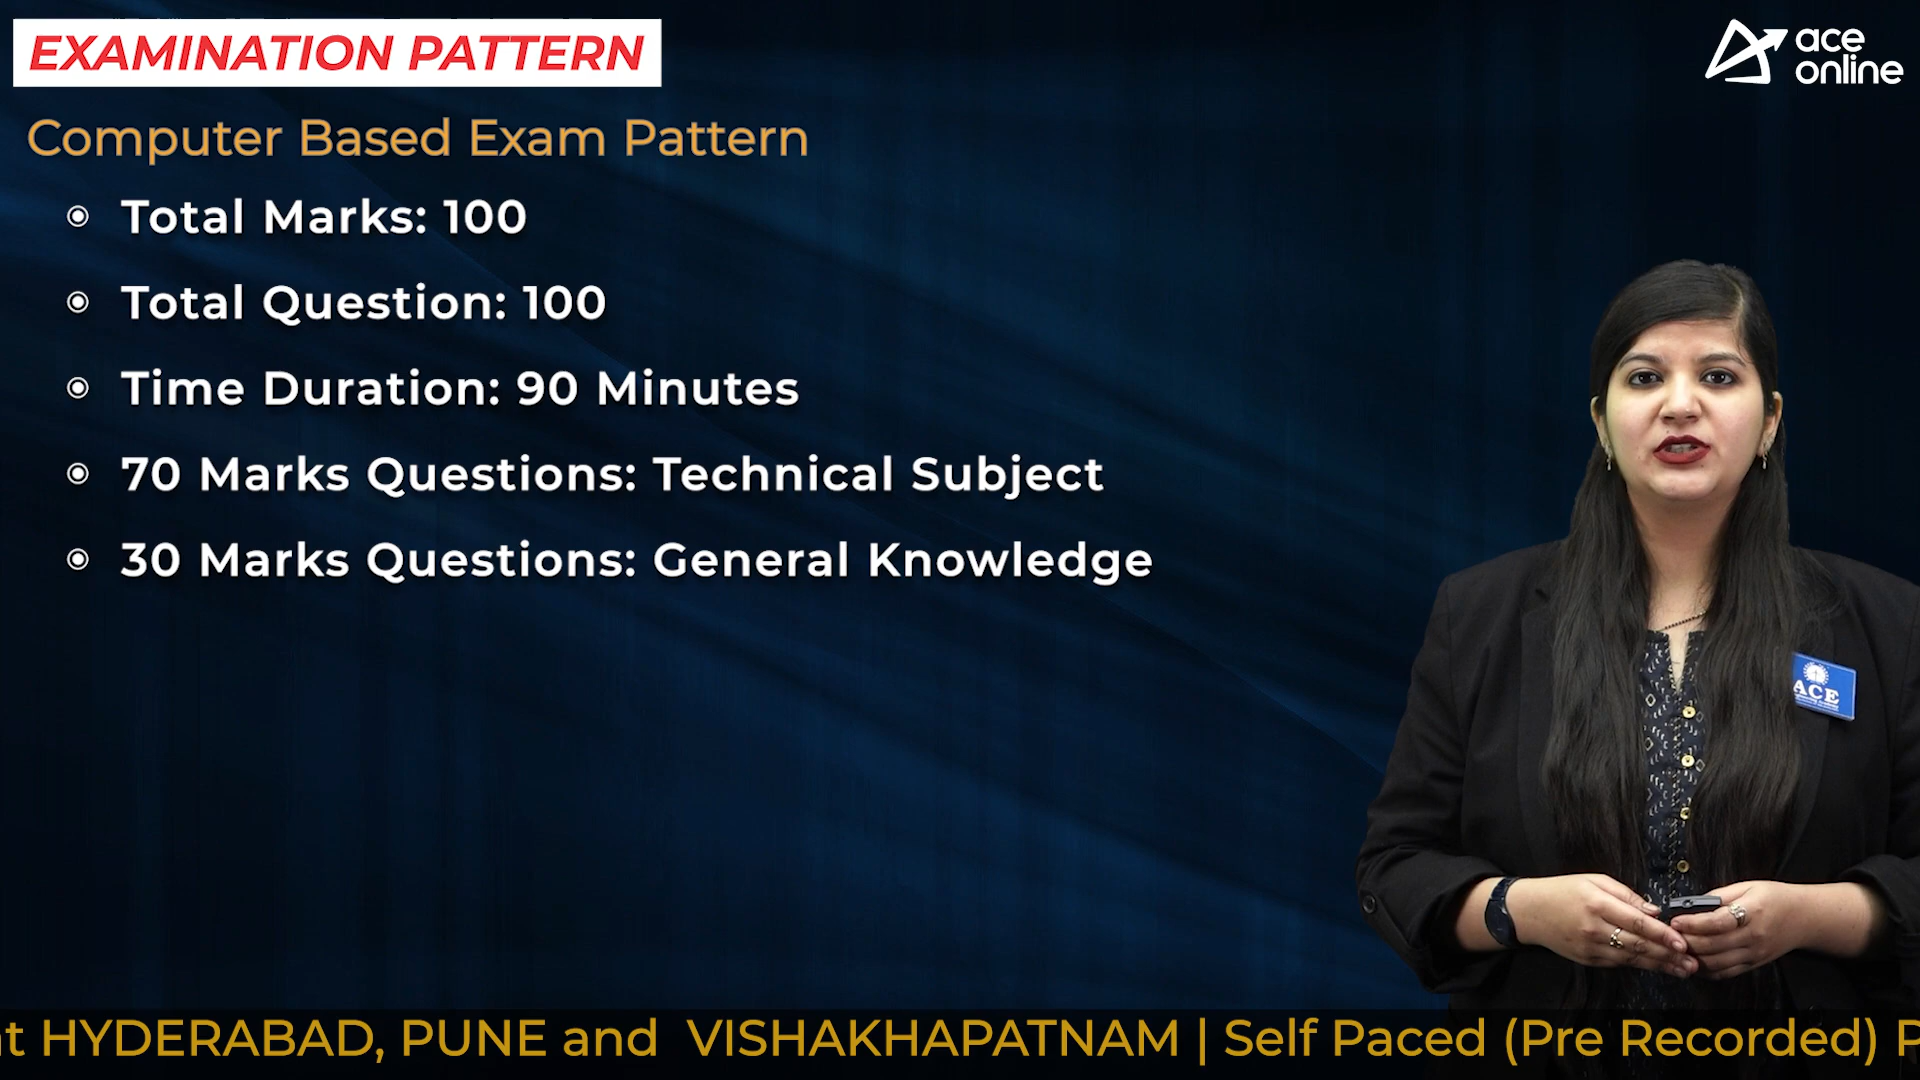 EXAMINATION PATTERN
ace
online
Computer Based Exam Pattern
Total Marks: 100
Total Question: 100
Time Duration: 90 Minutes
70 Marks Questions: Technical Subject
30 Marks Questions: General Knowledge
ACE
HYDERABAD, PUNE and VISHAKHAPATNAM | Self Paced (Pre Recorded)